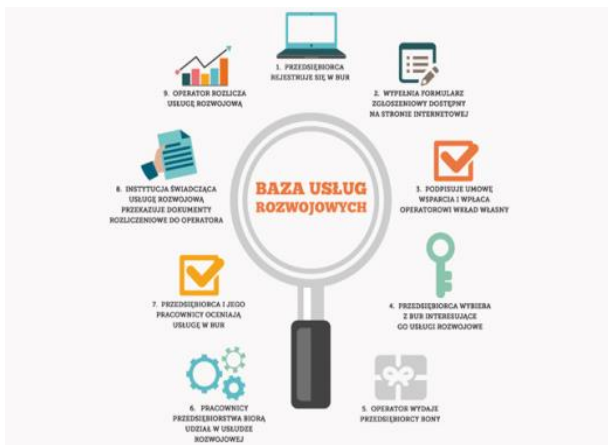 BAZA USŁUG
ROZWOJOWYCH
1. PRZEDSIĘBIORCA
REJESTRUJE SIĘ W BUR
2. WYPEŁNIA FORMULARZ
ZGŁOSZENIOWY DOSTĘPNY
NA STRONIE INTERNETOWEJ
3. PODPISUJE UMOWĘ
WSPARCIA I WPŁACA
OPERATOROWI WKŁAD WŁASNY
4. PRZEDSIĘBIORCA WYBIERA
Z BUR INTERESUJĄCE
GO USŁUGI ROZWOJOWE
5. OPERATOR WYDAJE
PRZEDSIĘBIORCY BONY
6. PRACOWNICY
PRZEDSIĘBIORSTWA BIORĄ
UDZIAŁ W USŁUDZE
ROZWOJOWEJ
7. PRZEDSIĘBIORCA I JEGO
PRACOWNICY OCENIAJĄ
USŁUGĘ W BUR
8. INSTYTUCJA ŚWIADCZĄCA
USŁUGĘ ROZWOJOWĄ
PRZEKAZUJE DOKUMENTY
ROZLICZENIOWE DO OPERATORA
9. OPERATOR ROZLICZA
USŁUGĘ ROZWOJOWĄ